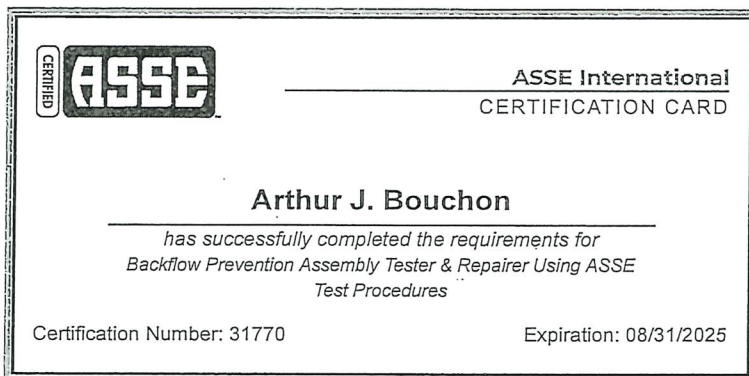 CERTIFIED
ASSE
ASSE International
CERTIFICATION CARD
Arthur J. Bouchon
has successfully completed the requirements for
Backflow Prevention Assembly Tester & Repairer Using ASSE
Test Procedures
Certification Number: 31770
Expiration: 08/31/2025